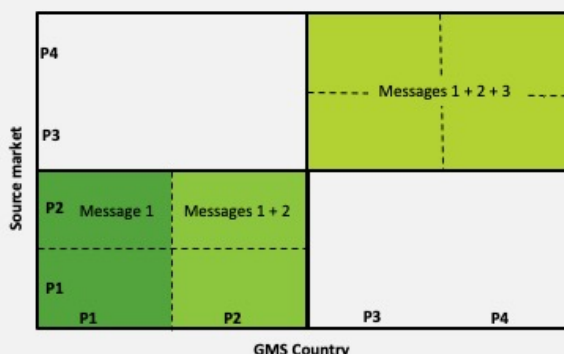 P4
Messages 1 + 2 + 3
P3
Source market
P2 Message 1 Messages 1 + 2
P1
P1 P2 P3 P4
GMS Country